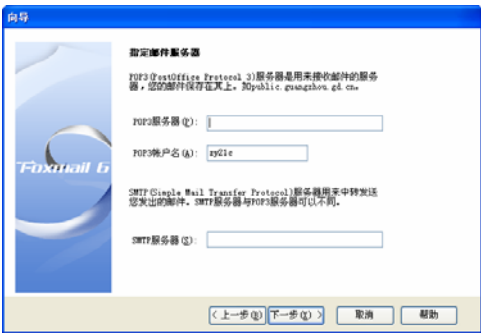 向导
指定邮件服务器
POP3(PostOffice Protocol 3)服务器是用来接收邮件的服务
器，您的邮件保存在其上。如public.guangzhou.gd.cn。
POP3服务器(P):
POP3帐户名(A): zy21c
Foxmail 6
SMTP(Simple Mail Transfer Protocol)服务器用来中转发送
您发出的邮件。SMTP服务器与POP3服务器可以不同。
SMTP服务器(S):
< 上一步(B) 下一步(X) > 取消 帮助